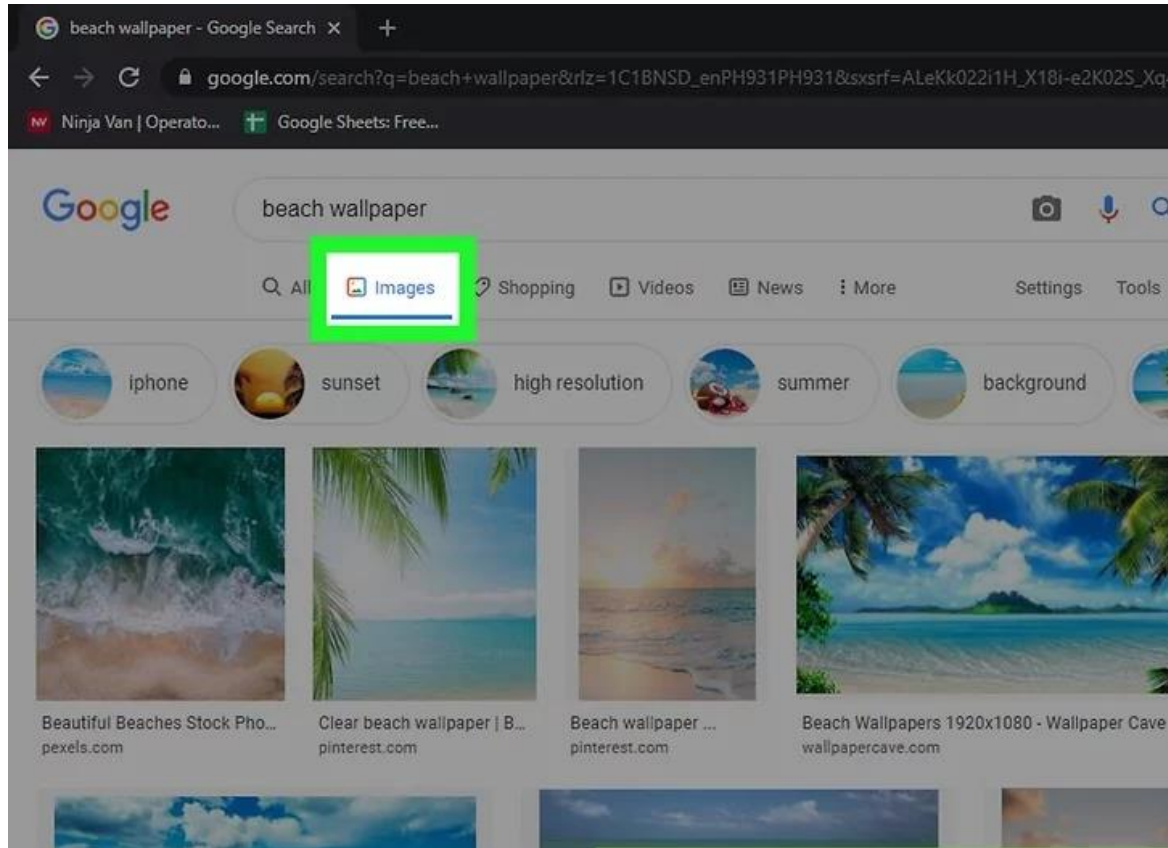 beach wallpaper - Google Search
google.com/search?q=beach+wallpaper&rlz=1C1BNSD_enPH931PH931&sxsrf=ALeKk022i1H_X18i-e2K02S_Xq
NV Ninja Van | Operato... Google Sheets: Free...
Google beach wallpaper
All Images Shopping Videos News More Settings Tools
iphone sunset high resolution summer background
Beautiful Beaches Stock Pho... Clear beach wallpaper | B... Beach wallpaper ... Beach Wallpapers 1920x1080 - Wallpaper Cave
pexels.com pinterest.com pinterest.com wallpapercave.com